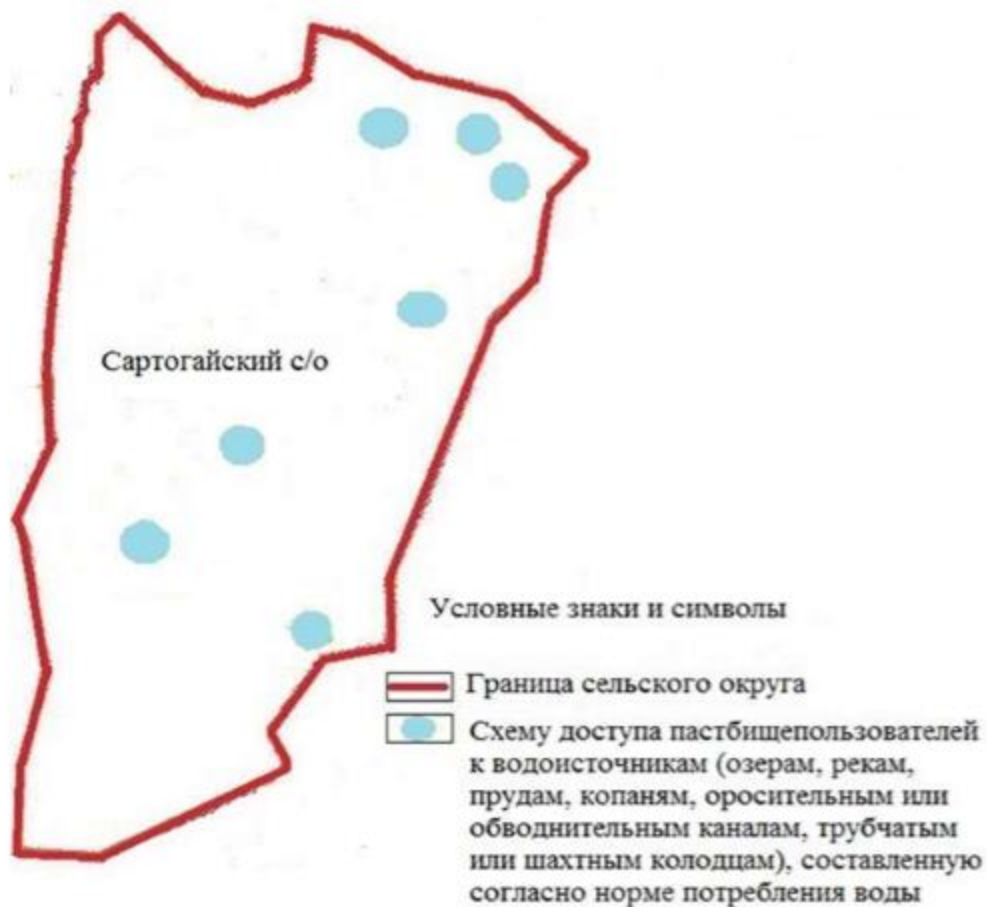 Сартогайский с/о
Условные знаки и символы
Граница сельского округа
Схему доступа пастбищепользователей
к водоисточникам (озерам, рекам,
прудам, копаням, оросительным или
обводнительным каналам, трубчатым
или шахтным колодцам), составленную
согласно норме потребления воды